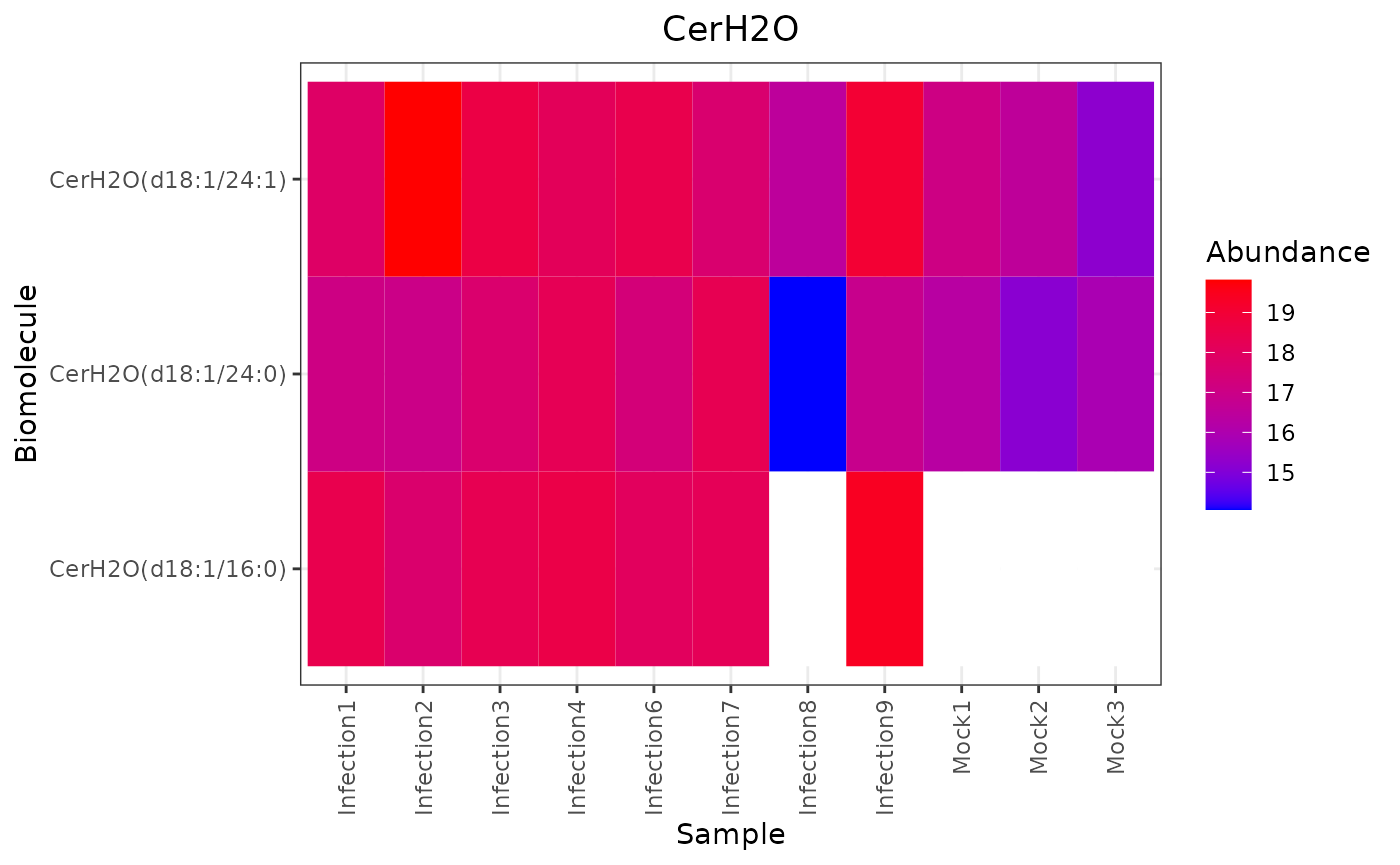 CerH2O
CerH2O(d18:1/24:1)
CerH2O(d18:1/24:0)
CerH2O(d18:1/16:0)
Biomolecule
Infection1
Infection2
Infection3
Infection4
Infection6
Infection7
Infection8
Infection9
Mock1
Mock2
Mock3
Sample
Abundance
19
18
17
16
15